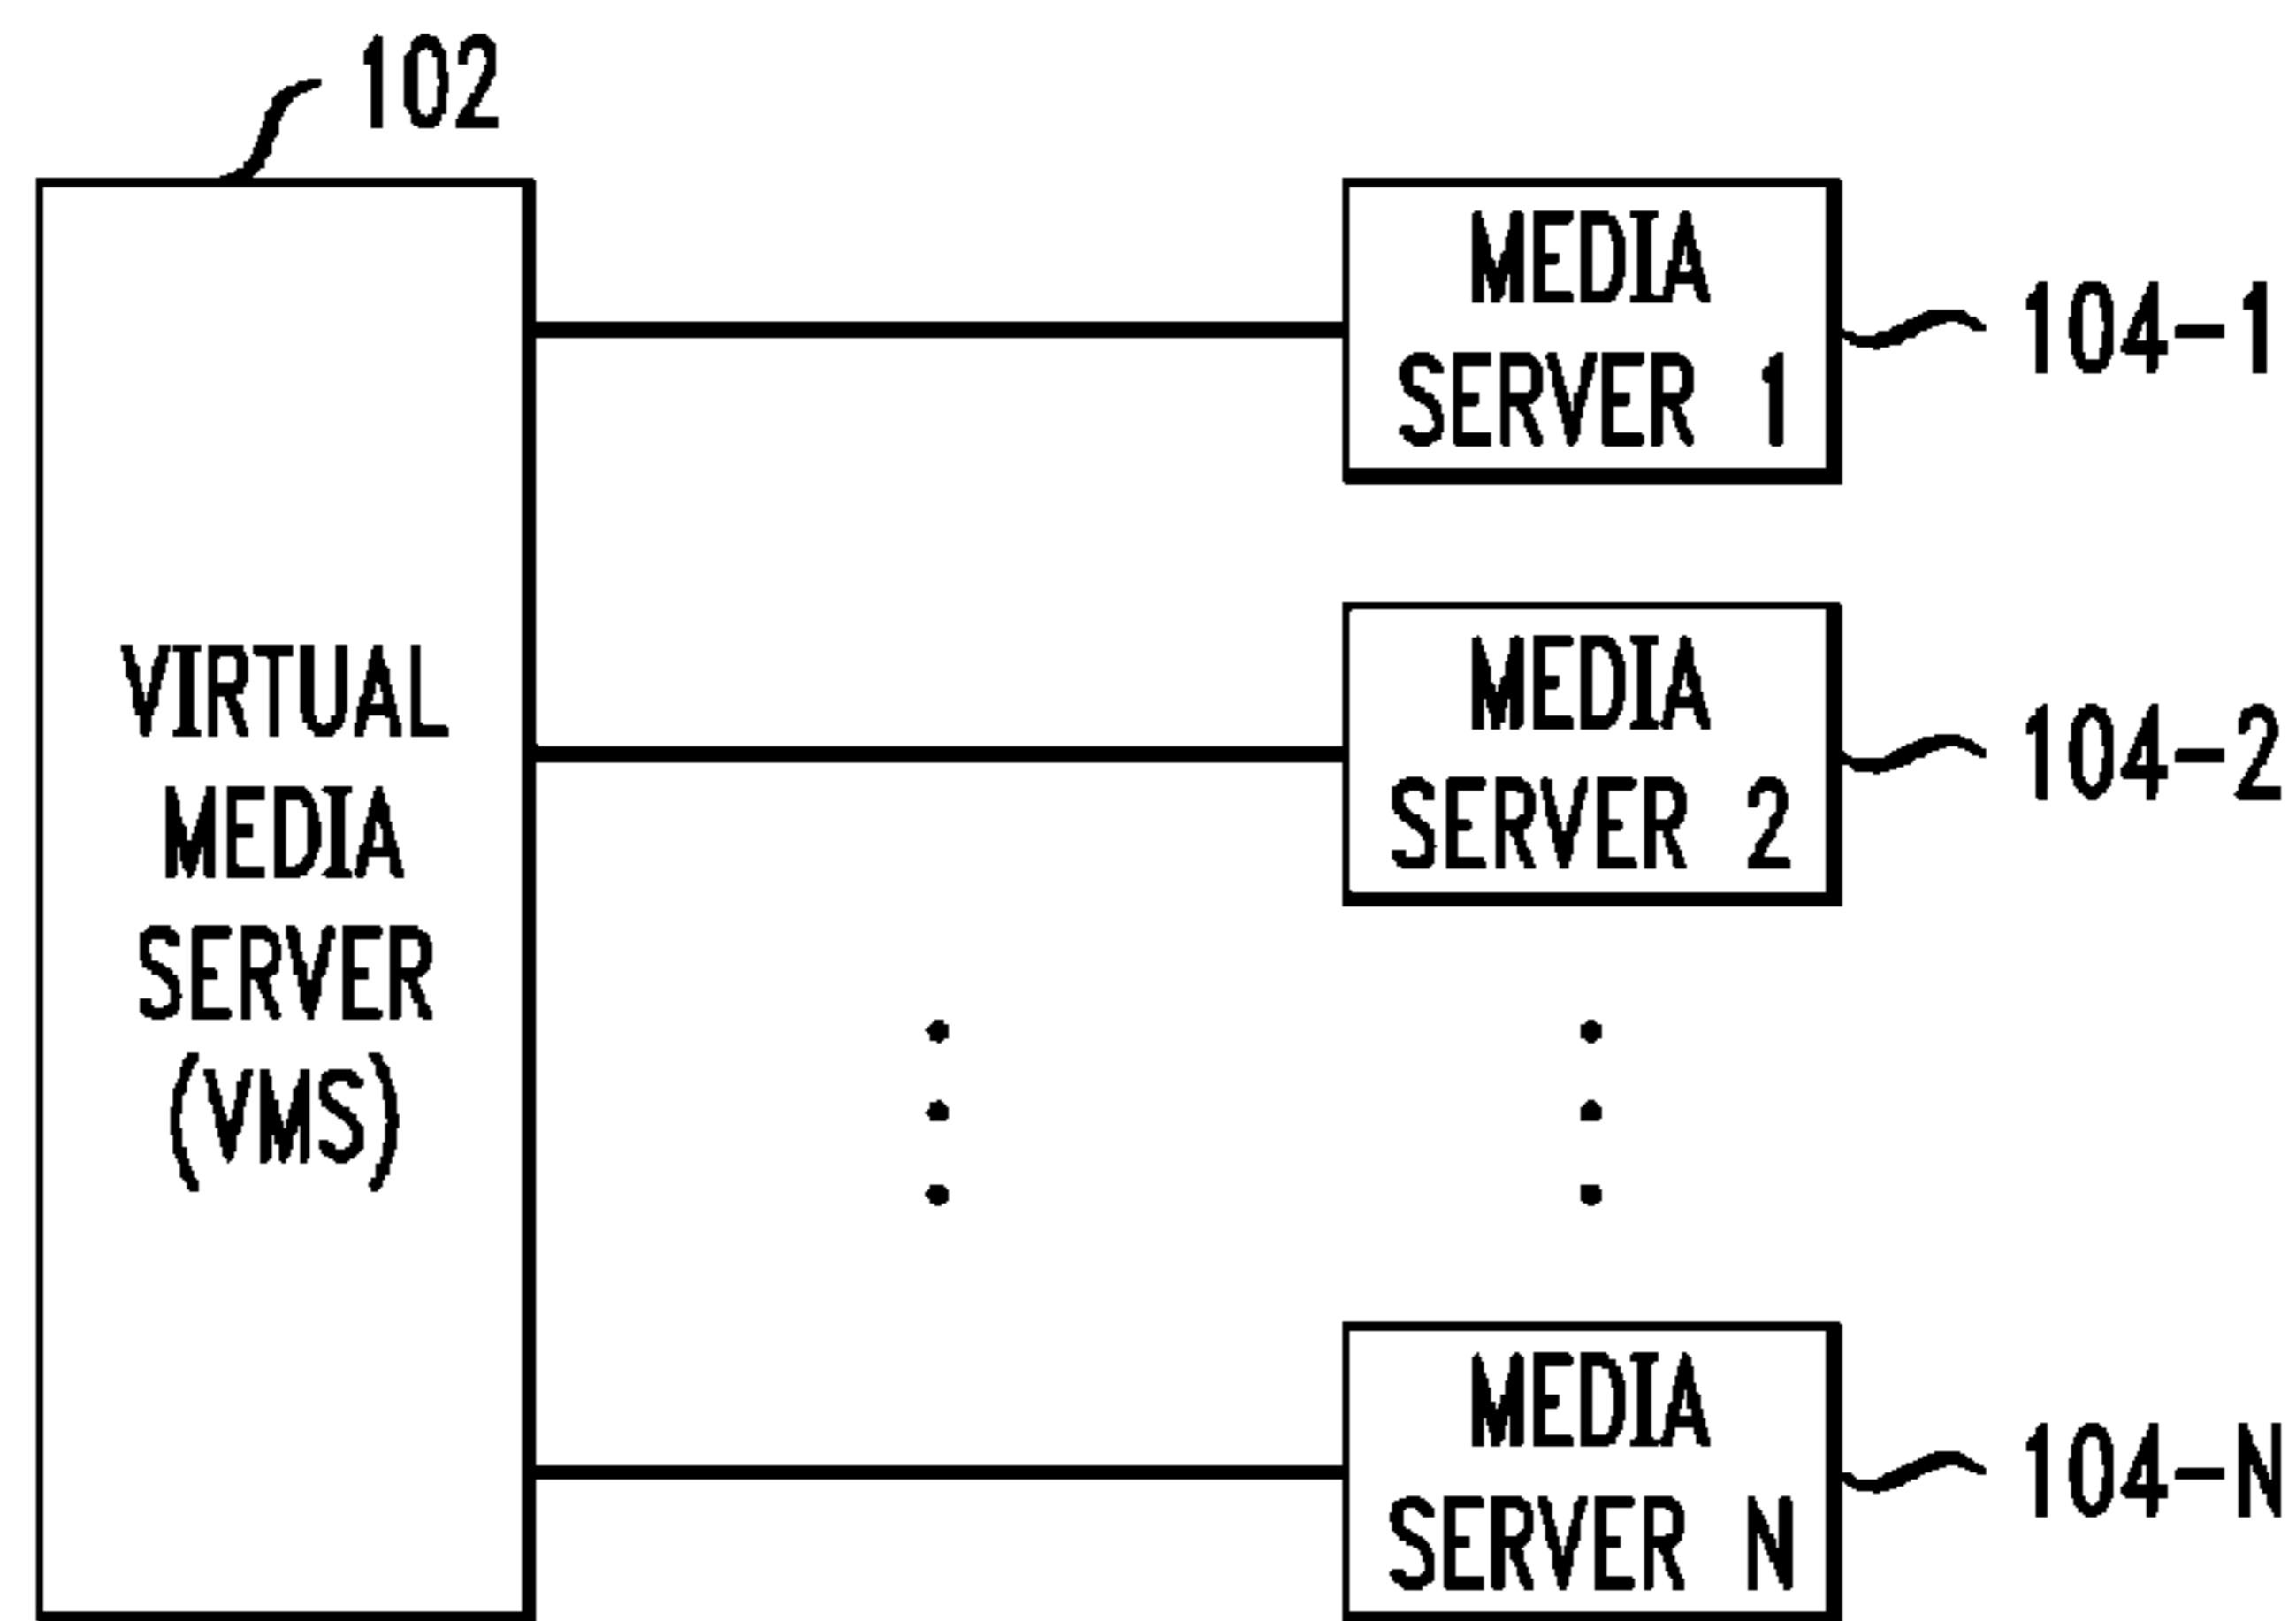 102
VIRTUAL
MEDIA
SERVER
(VMS)
MEDIA
SERVER 1
104-1
MEDIA
SERVER 2
104-2
MEDIA
SERVER N
104-N